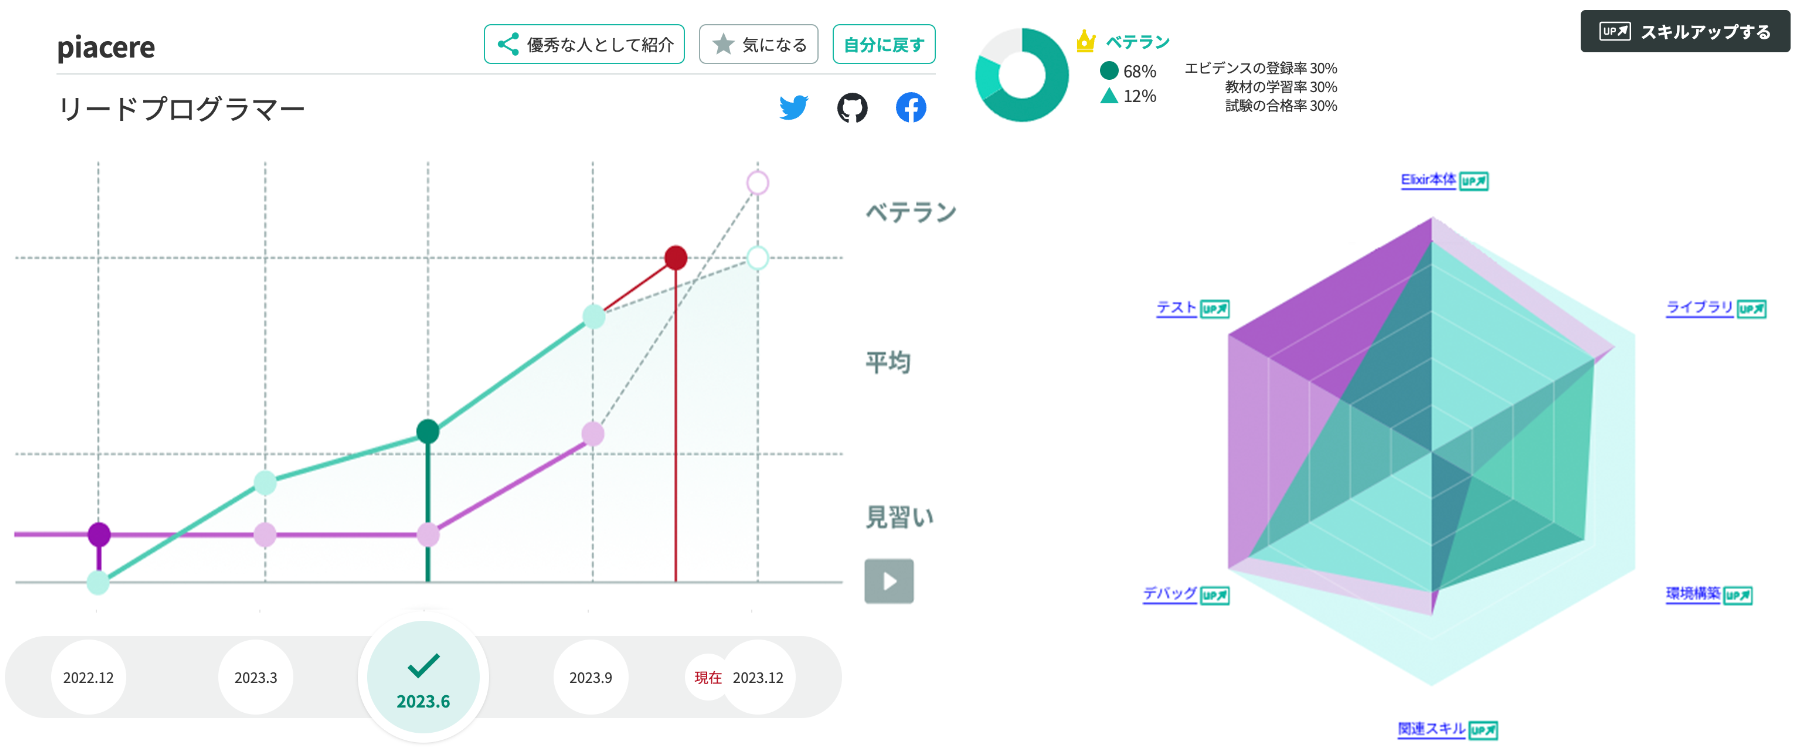 piacere
優秀な人として紹介
気になる
自分に戻す
リードプログラマー
ベテラン
68%
12%
エビデンスの登録率 30%
教材の学習率 30%
試験の合格率 30%
UP スキルアップする
ベテラン
平均
見習い
2022.12
2023.3
2023.6
2023.9
現在
2023.12
Elixir本体 UP
テスト UP
ライブラリ UP
デバッグ UP
環境構築 UP
関連スキル UP